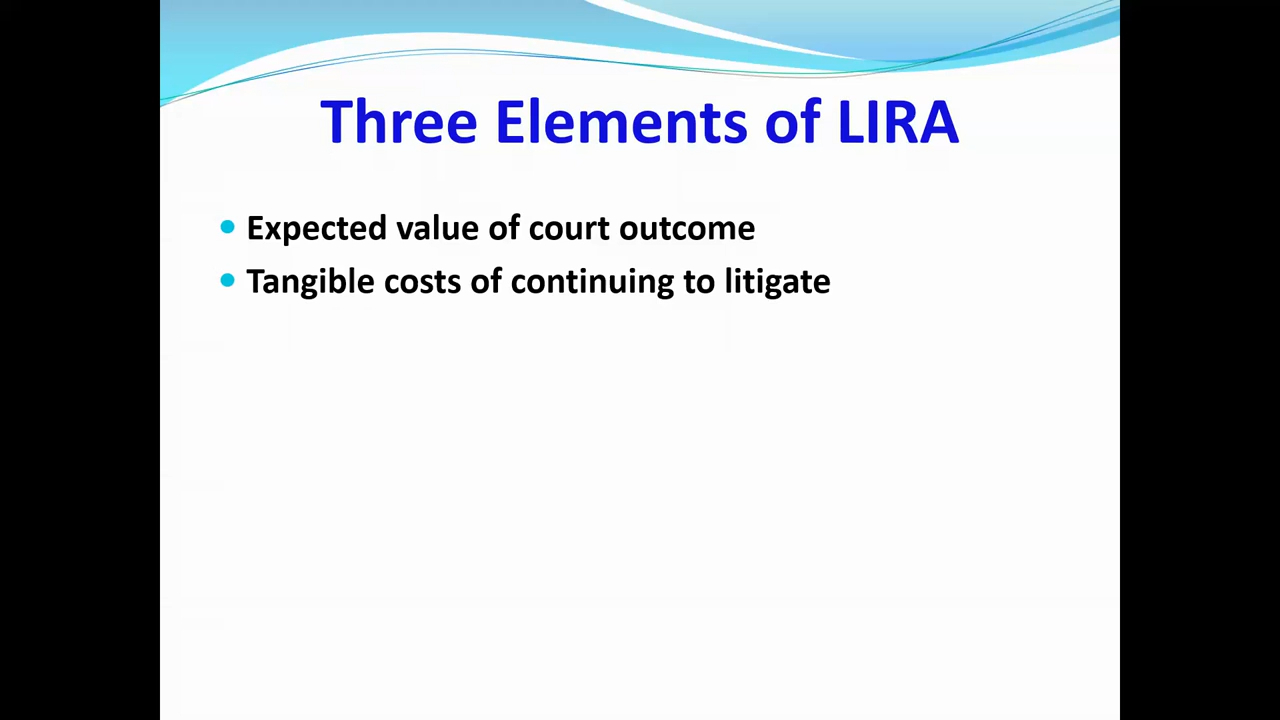 Three Elements of LIRA
• Expected value of court outcome
• Tangible costs of continuing to litigate